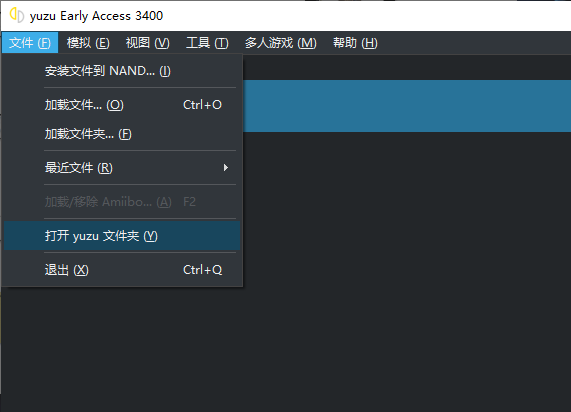 yuzu Early Access 3400
文件 (F) 模拟 (E) 视图 (V) 工具 (T) 多人游戏 (M) 帮助 (H)
安装文件到 NAND... (I)
加载文件... (O) Ctrl+O
加载文件夹... (F)
最近文件 (R)
加载/移除 Amiibo... (A) F2
打开 yuzu 文件夹 (Y)
退出 (X) Ctrl+Q